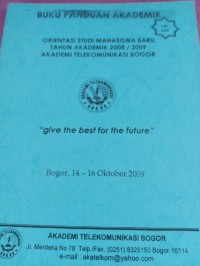 BUKU PANDUAN AKADEMIK
ORIENTASI STUDI MAHASISWA BARU
TAHUN AKADEMIK 2008 / 2009
AKADEMI TELEKOMUNIKASI BOGOR
BOGOR
"give the best for the future"
Bogor, 14 – 16 Oktober 2009
AKADEMI TELEKOMUNIKASI BOGOR
Jl. Merdeka No.78 Telp./Fax. (0251) 8325150 Bogor 16114
e-mail : akatelkom@yahoo.com